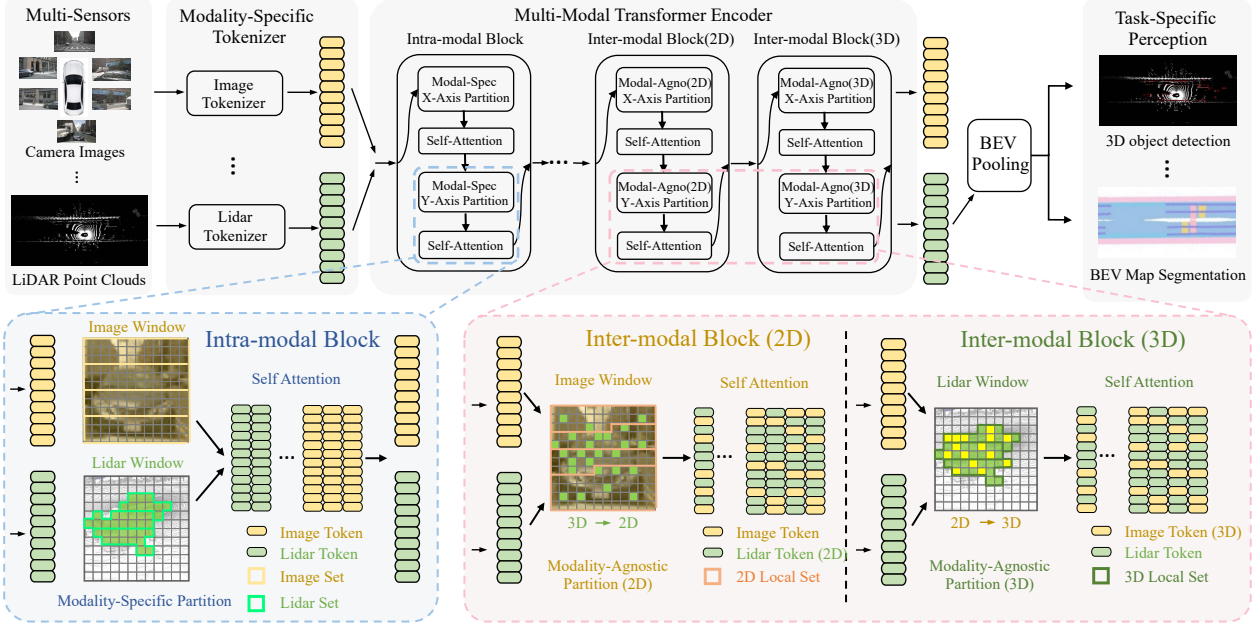 Multi-Sensors
Camera Images
...
LiDAR Point Clouds
Modality-Specific
Tokenizer
Image
Tokenizer
...
Lidar
Tokenizer
Multi-Modal Transformer Encoder
Intra-modal Block
Modal-Spec
X-Axis Partition
Self-Attention
Modal-Spec
Y-Axis Partition
Self-Attention
...
Inter-modal Block(2D)
Modal-Agno(2D)
X-Axis Partition
Self-Attention
Modal-Agno(2D)
Y-Axis Partition
Self-Attention
Inter-modal Block(3D)
Modal-Agno(3D)
X-Axis Partition
Self-Attention
Modal-Agno(3D)
Y-Axis Partition
Self-Attention
BEV
Pooling
Task-Specific
Perception
3D object detection
...
BEV Map Segmentation
Image Window
Intra-modal Block
Self Attention
Lidar Window
...
Image Token
Lidar Token
Image Set
Lidar Set
Modality-Specific Partition
Inter-modal Block (2D)
Image Window
Self Attention
...
3D → 2D
Modality-Agnostic
Partition (2D)
Image Token
Lidar Token (2D)
2D Local Set
Inter-modal Block (3D)
Lidar Window
Self Attention
...
2D → 3D
Modality-Agnostic
Partition (3D)
Image Token (3D)
Lidar Token
3D Local Set